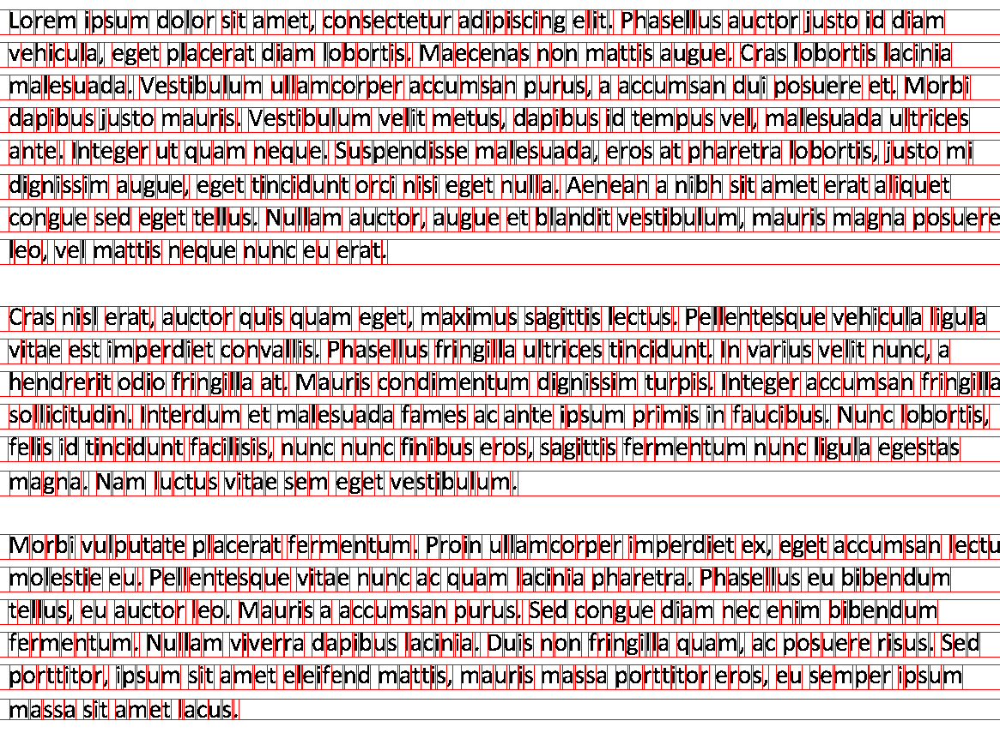 Lorem ipsum dolor sit amet, consectetur adipiscing elit. Phasellus auctor justo id diam
vehicula, eget placerat diam lobortis. Maecenas non mattis augue. Cras lobortis lacinia
malesuada. Vestibulum ullamcorper accumsan purus, a accumsan dui posuere et. Morbi
dapibus justo mauris. Vestibulum velit metus, dapibus id tempus vel, malesuada ultrices
ante. Integer ut quam neque. Suspendisse malesuada, eros at pharetra lobortis, justo mi
dignissim augue, eget tincidunt orci nisi eget nulla. Aenean a nibh sit amet erat aliquet
congue sed eget tellus. Nullam auctor, augue et blandit vestibulum, mauris magna posuere
leo, vel mattis neque nunc eu erat.
Cras nisl erat, auctor quis quam eget, maximus sagittis lectus. Pellentesque vehicula ligula
vitae est imperdiet convallis. Phasellus fringilla ultrices tincidunt. In varius velit nunc, a
hendrerit odio fringilla at. Mauris condimentum dignissim turpis. Integer accumsan fringilla
sollicitudin. Interdum et malesuada fames ac ante ipsum primis in faucibus. Nunc lobortis,
felis id tincidunt facilisis, nunc nunc finibus eros, sagittis fermentum nunc ligula egestas
magna. Nam luctus vitae sem eget vestibulum.
Morbi vulputate placerat fermentum. Proin ullamcorper imperdiet ex, eget accumsan lectu
molestie eu. Pellentesque vitae nunc ac quam lacinia pharetra. Phasellus eu bibendum
tellus, eu auctor leo. Mauris a accumsan purus. Sed congue diam nec enim bibendum
fermentum. Nullam viverra dapibus lacinia. Duis non fringilla quam, ac posuere risus. Sed
porttitor, ipsum sit amet eleifend mattis, mauris massa porttitor eros, eu semper ipsum
massa sit amet lacus.